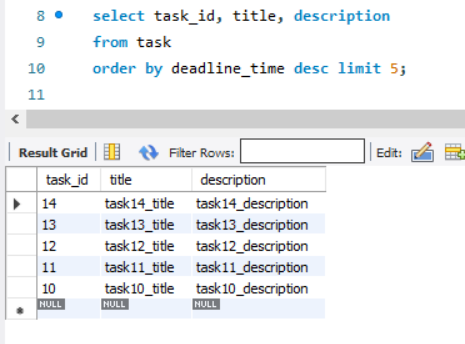 8 select task_id, title, description
9 from task
10 order by deadline_time desc limit 5;
11
Result Grid Filter Rows: Edit:
task_id title description
14 task14_title task14_description
13 task13_title task13_description
12 task12_title task12_description
11 task11_title task11_description
10 task10_title task10_description
NULL NULL NULL